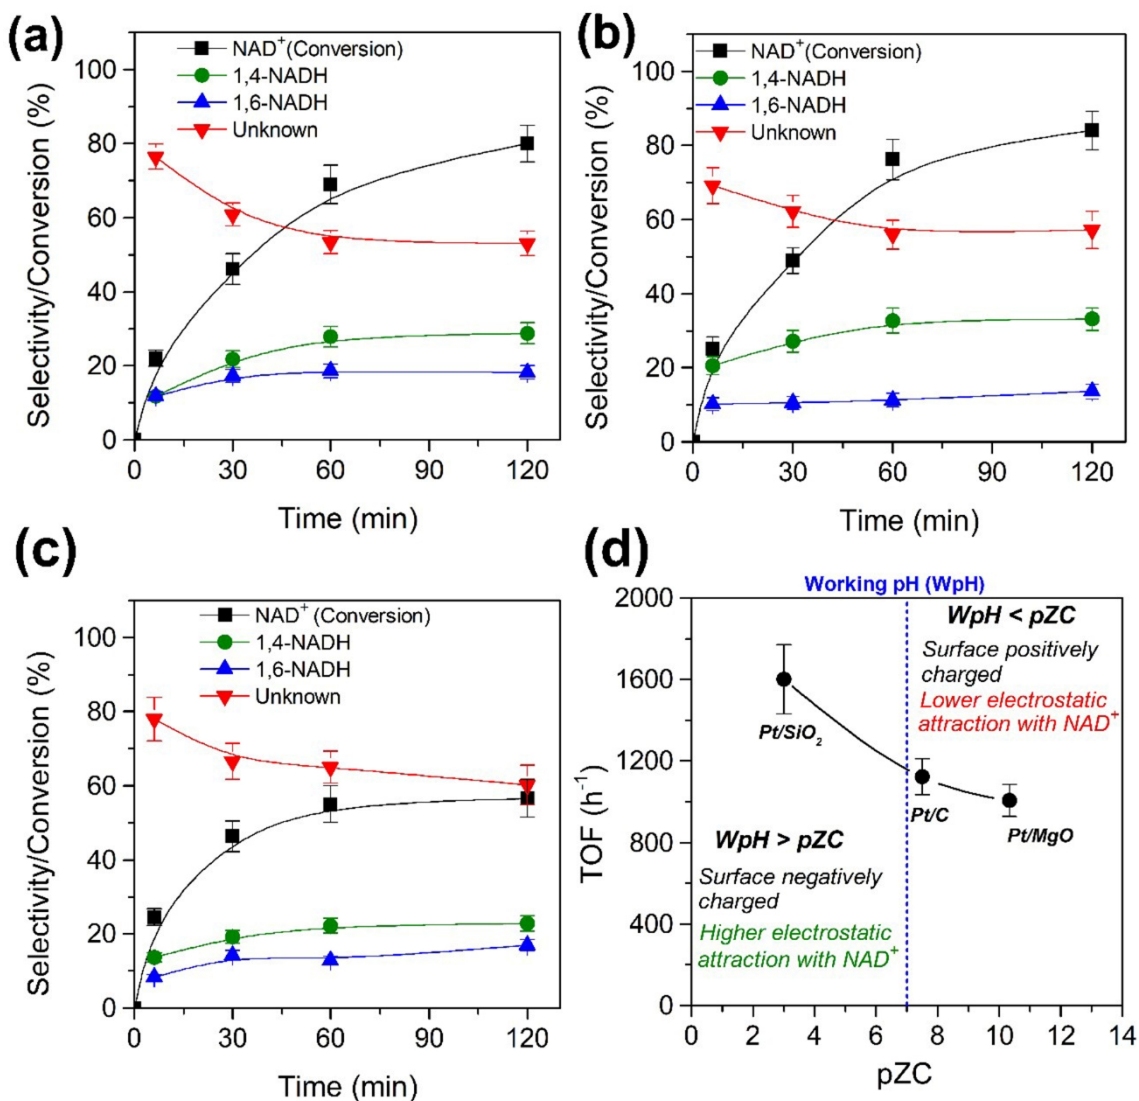 (a)
NAD⁺(Conversion)
1,4-NADH
1,6-NADH
Unknown
Selectivity/Conversion (%)
100
80
60
40
20
0
0 30 60 90 120
Time (min)
(b)
NAD⁺(Conversion)
1,4-NADH
1,6-NADH
Unknown
Selectivity/Conversion (%)
100
80
60
40
20
0
0 30 60 90 120
Time (min)
(c)
NAD⁺ (Conversion)
1,4-NADH
1,6-NADH
Unknown
Selectivity/Conversion (%)
100
80
60
40
20
0
0 30 60 90 120
Time (min)
(d)
Working pH (WpH)
TOF (h⁻¹)
2000
1600
1200
800
400
0
WpH < pZC
Surface positively
charged
Lower electrostatic
attraction with NAD⁺
Pt/SiO₂
Pt/C
Pt/MgO
WpH > pZC
Surface negatively
charged
Higher electrostatic
attraction with NAD⁺
0 2 4 6 8 10 12 14
pZC